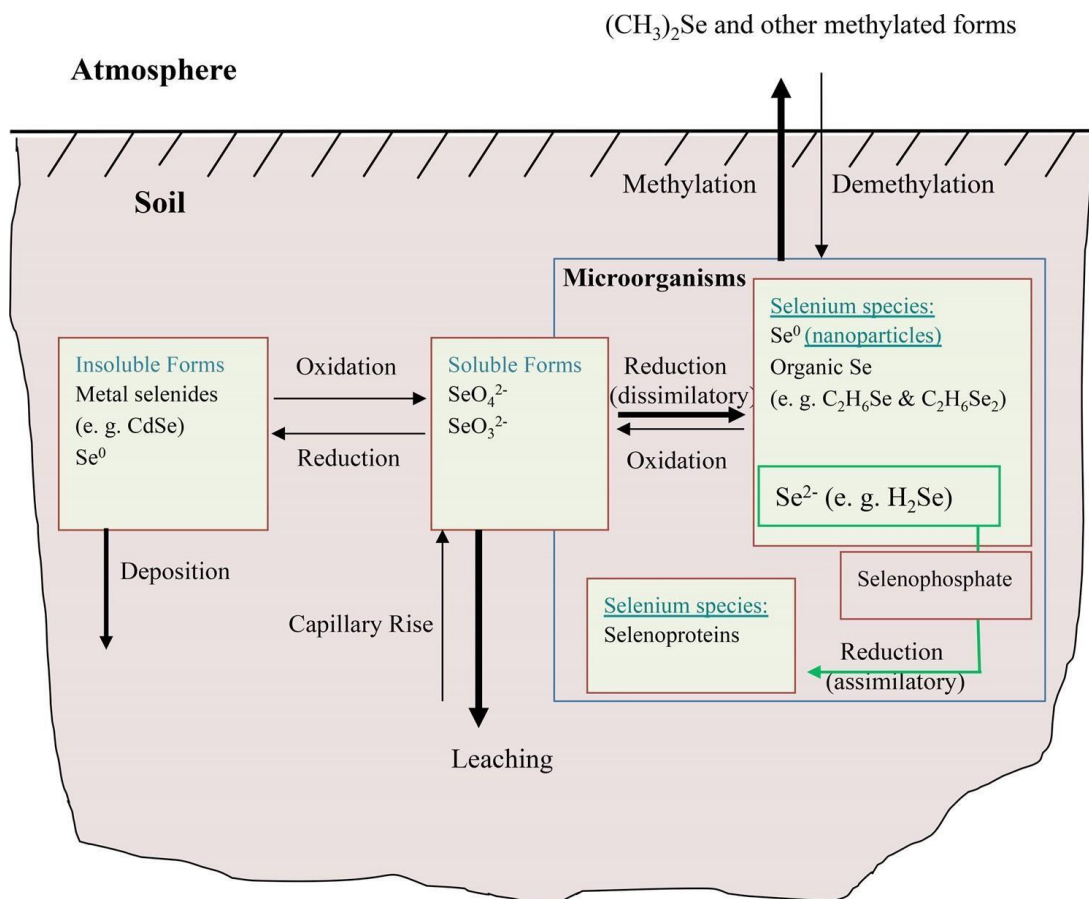 (CH₃)₂Se and other methylated forms
Atmosphere
Methylation
Demethylation
Soil
Microorganisms
Insoluble Forms
Metal selenides
(e. g. CdSe)
Se⁰
Oxidation
Reduction
Soluble Forms
SeO₄²⁻
SeO₃²⁻
Reduction
(dissimilatory)
Oxidation
Selenium species:
Se⁰ (nanoparticles)
Organic Se
(e. g. C₂H₆Se & C₂H₆Se₂)
Se²⁻ (e. g. H₂Se)
Deposition
Capillary Rise
Leaching
Selenophosphate
Selenium species:
Selenoproteins
Reduction
(assimilatory)